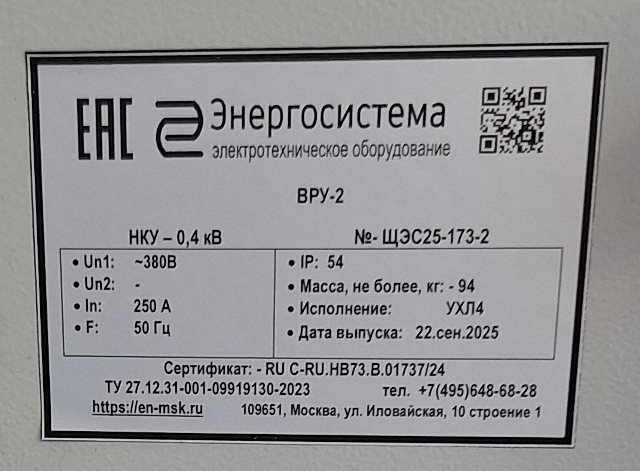 EAC Энергосистема
электротехническое оборудование
ВРУ-2
НКУ – 0,4 кВ №- ЩЭС25-173-2
• Un1: ~380В • IP: 54
• Un2: - • Масса, не более, кг: - 94
• In: 250 А • Исполнение: УХЛ4
• F: 50 Гц • Дата выпуска: 22.сен.2025
Сертификат: - RU C-RU.HB73.B.01737/24
ТУ 27.12.31-001-09919130-2023 тел. +7(495)648-68-28
https://en-msk.ru 109651, Москва, ул. Иловайская, 10 строение 1